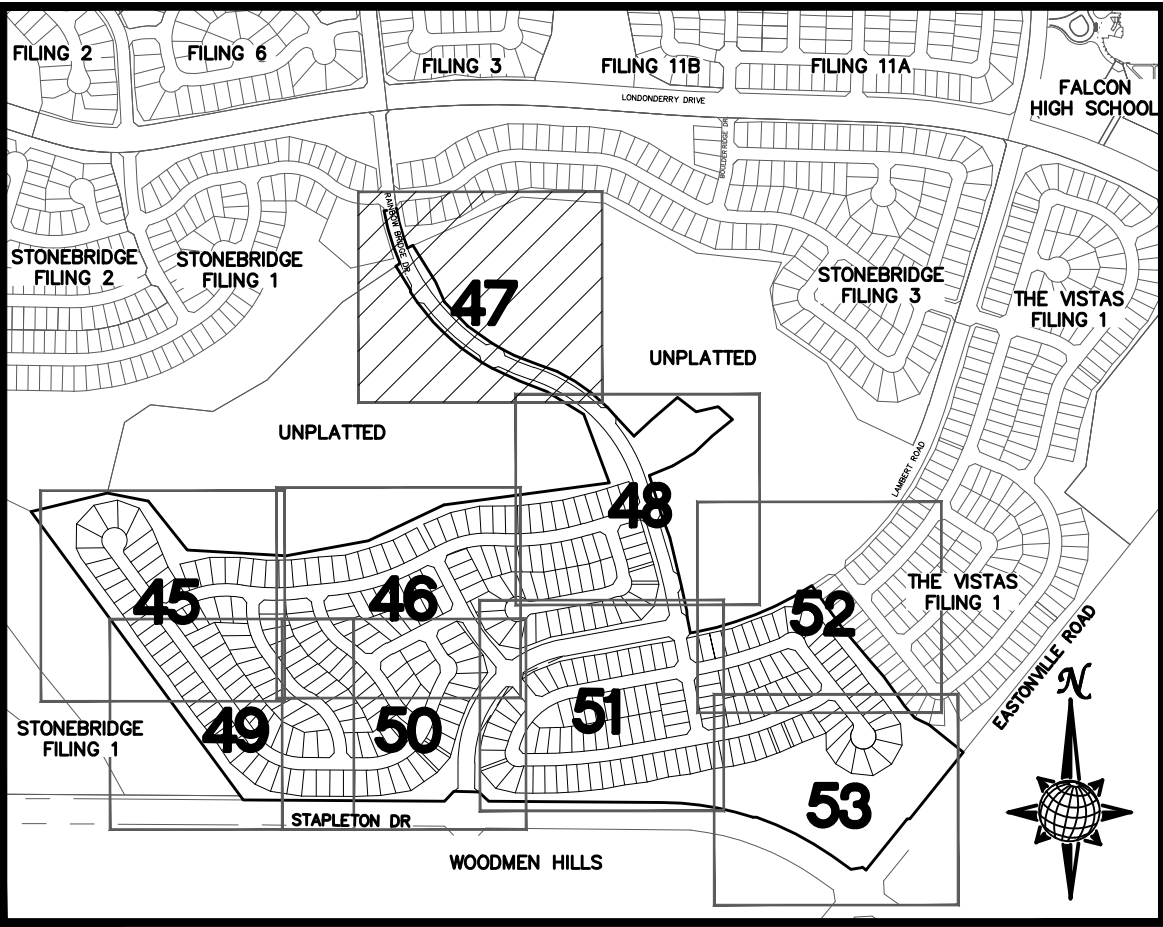 FILING 2
FILING 6
FILING 3
FILING 11B
FILING 11A
FALCON
HIGH SCHOOL
LONDONDERRY DRIVE
BOULDER RIDGE DR
RAINBOW BRIDGE DR
STONEBRIDGE
FILING 2
STONEBRIDGE
FILING 1
47
STONEBRIDGE
FILING 3
THE VISTAS
FILING 1
UNPLATTED
UNPLATTED
LAMBERT ROAD
48
45
46
52
THE VISTAS
FILING 1
EASTONVILLE ROAD
N
STONEBRIDGE
FILING 1
49
50
51
53
STAPLETON DR
WOODMEN HILLS